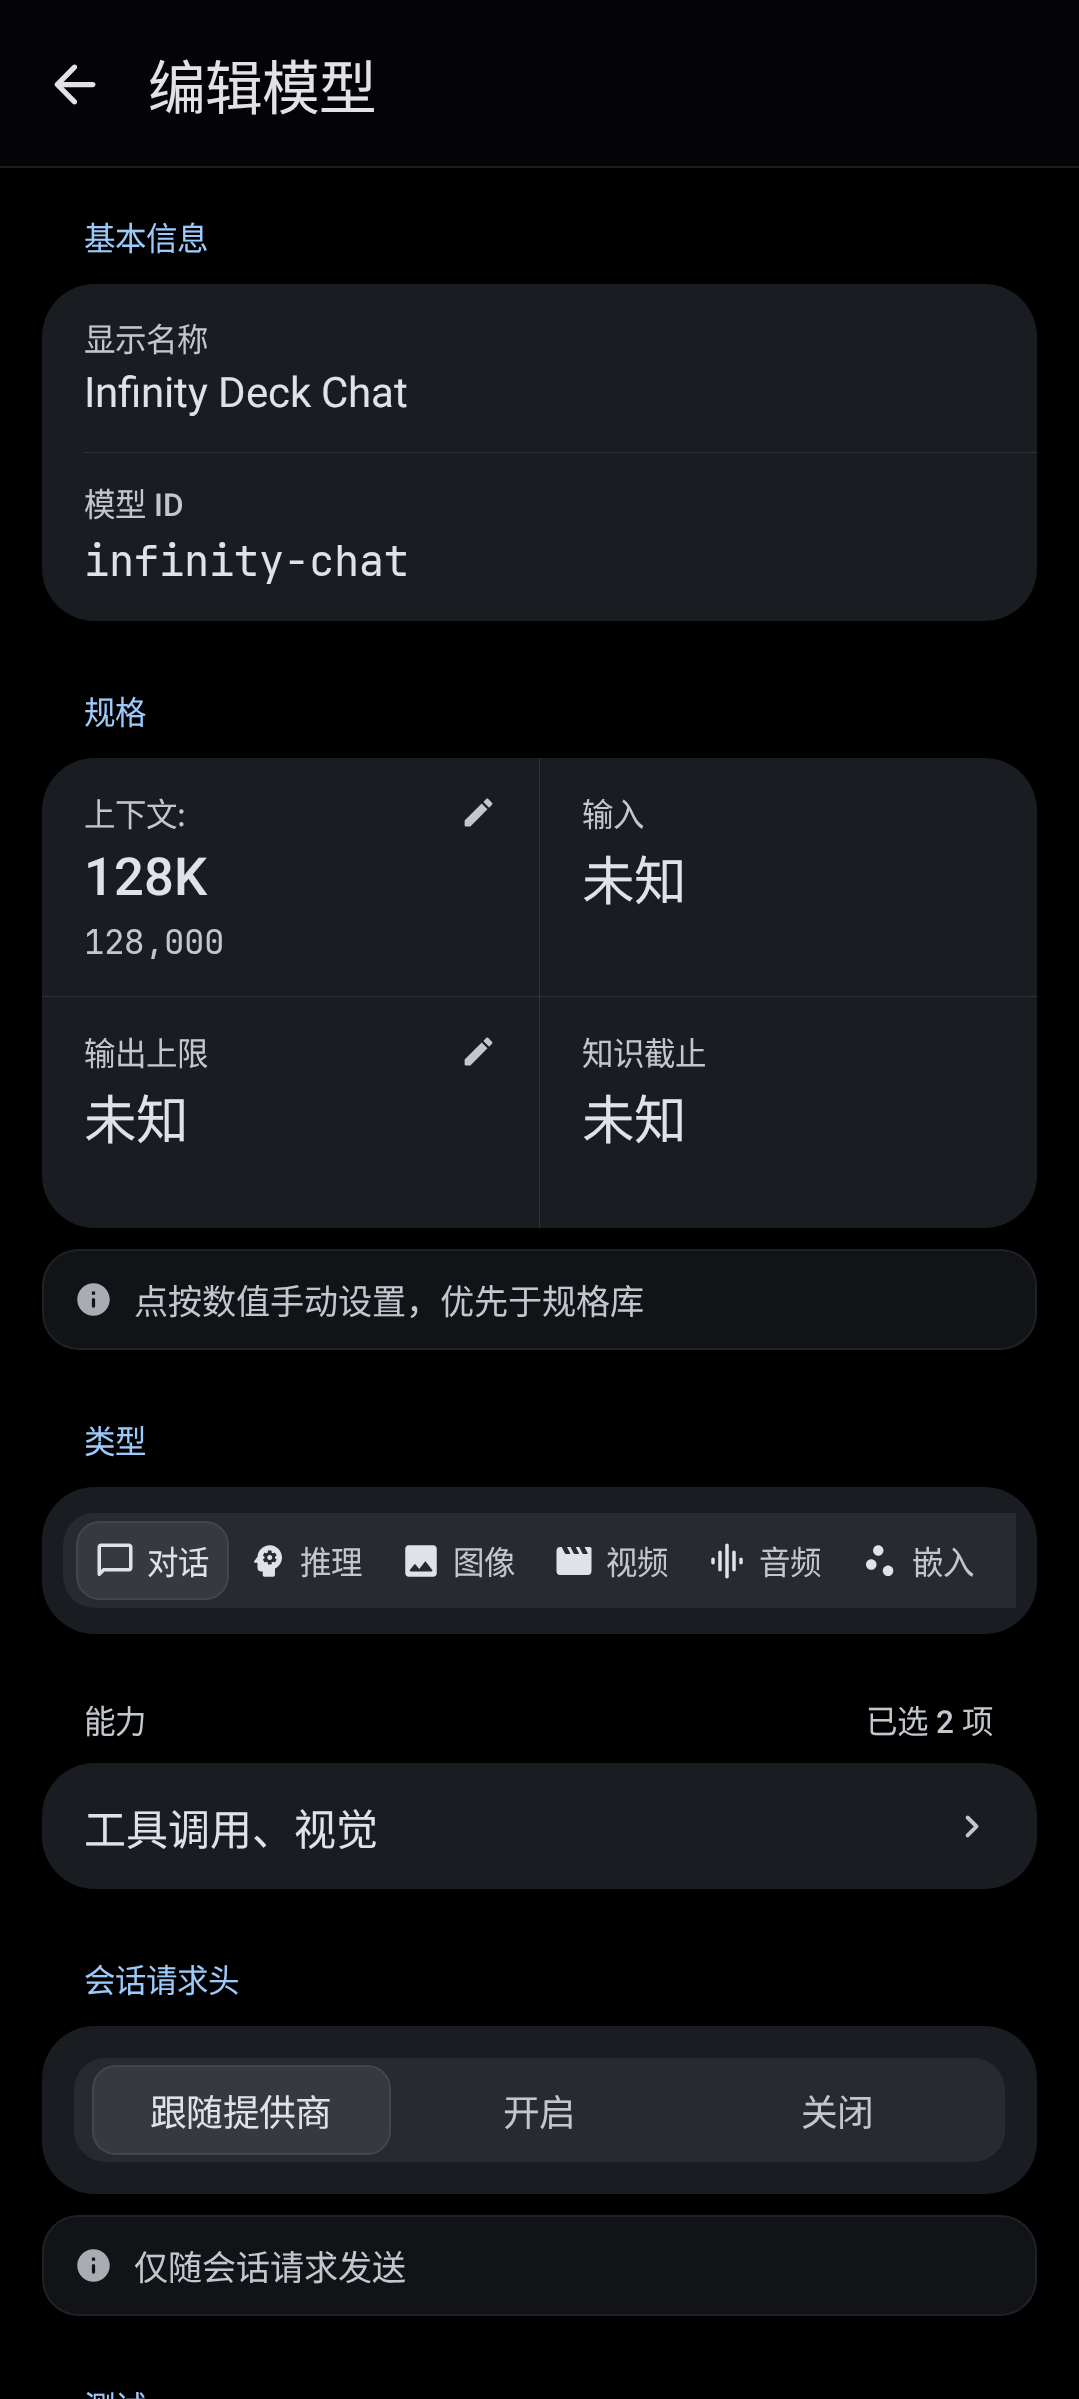 编辑模型
基本信息
显示名称
Infinity Deck Chat
模型 ID
infinity-chat
规格
上下文:
128K
128,000
输入
未知
输出上限
未知
知识截止
未知
点按数值手动设置，优先于规格库
类型
对话 推理 图像 视频 音频 嵌入
能力 已选 2 项
工具调用、视觉
会话请求头
跟随提供商 开启 关闭
仅随会话请求发送